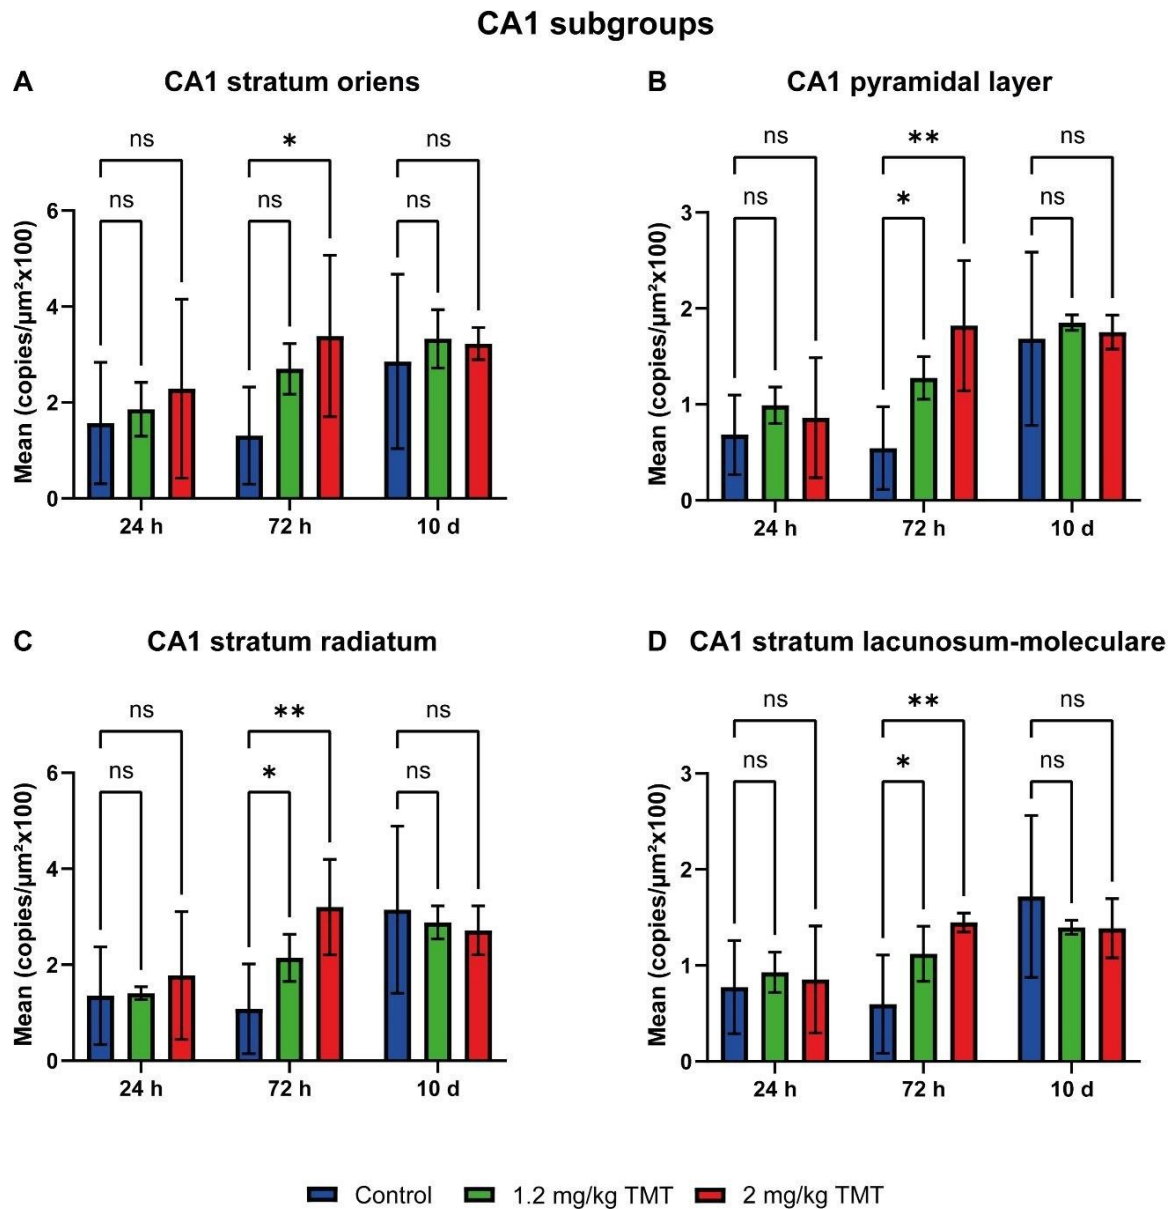 CA1 subgroups
A CA1 stratum oriens
ns * ns
ns ns ns
6
4
2
0
Mean (copies/µm²x100)
24 h 72 h 10 d
B CA1 pyramidal layer
ns ** ns
ns * ns
3
2
1
0
Mean (copies/µm²x100)
24 h 72 h 10 d
C CA1 stratum radiatum
ns ** ns
ns * ns
6
4
2
0
Mean (copies/µm²x100)
24 h 72 h 10 d
D CA1 stratum lacunosum-moleculare
ns ** ns
ns * ns
3
2
1
0
Mean (copies/µm²x100)
24 h 72 h 10 d
Control 1.2 mg/kg TMT 2 mg/kg TMT